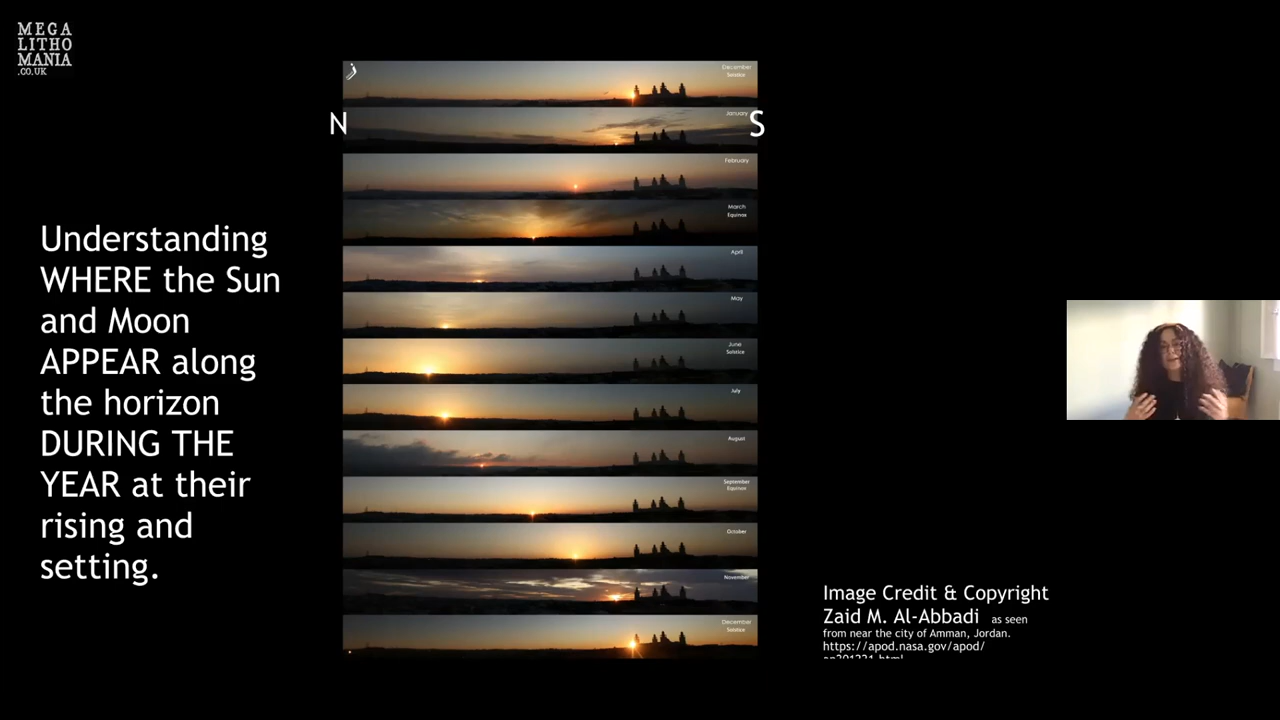 MEGA
LITHO
MANIA
.CO.UK
N
S
December
Solstice
January
February
March
Equinox
April
May
June
Solstice
July
August
September
Equinox
October
November
December
Solstice
Understanding
WHERE the Sun
and Moon
APPEAR along
the horizon
DURING THE
YEAR at their
rising and
setting.
Image Credit & Copyright
Zaid M. Al-Abbadi as seen
from near the city of Amman, Jordan.
https://apod.nasa.gov/apod/